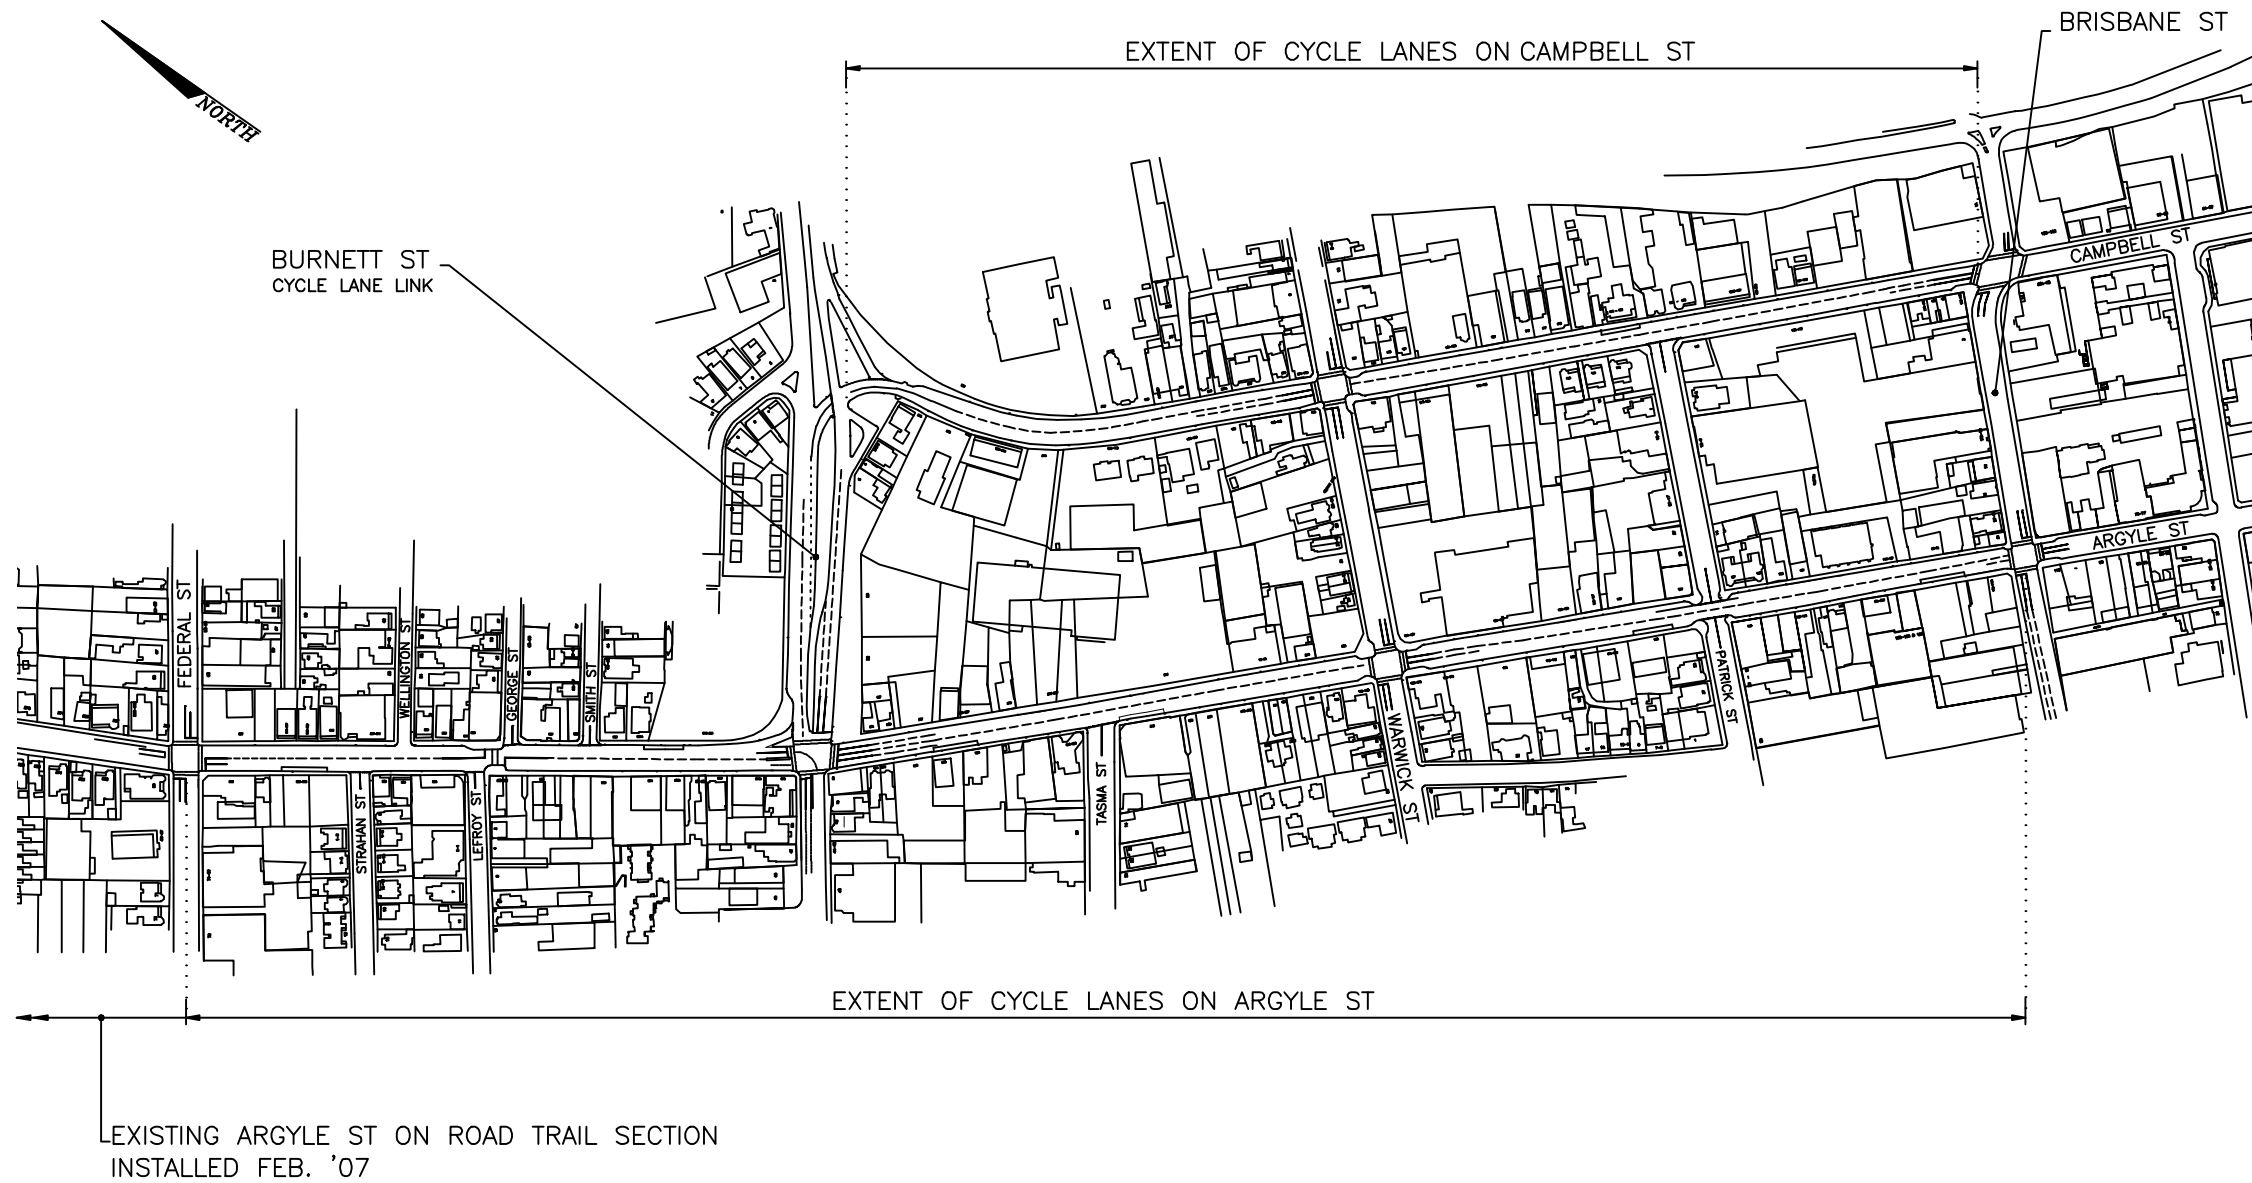 BRISBANE ST
EXTENT OF CYCLE LANES ON CAMPBELL ST
NORTH
BURNETT ST
CYCLE LANE LINK
CAMPBELL ST
ARGYLE ST
FEDERAL ST
WELLINGTON ST
GEORGE ST
SMITH ST
PATRICK ST
WARWICK ST
TASMA ST
STRAHAN ST
LEFROY ST
EXTENT OF CYCLE LANES ON ARGYLE ST
EXISTING ARGYLE ST ON ROAD TRAIL SECTION
INSTALLED FEB. '07